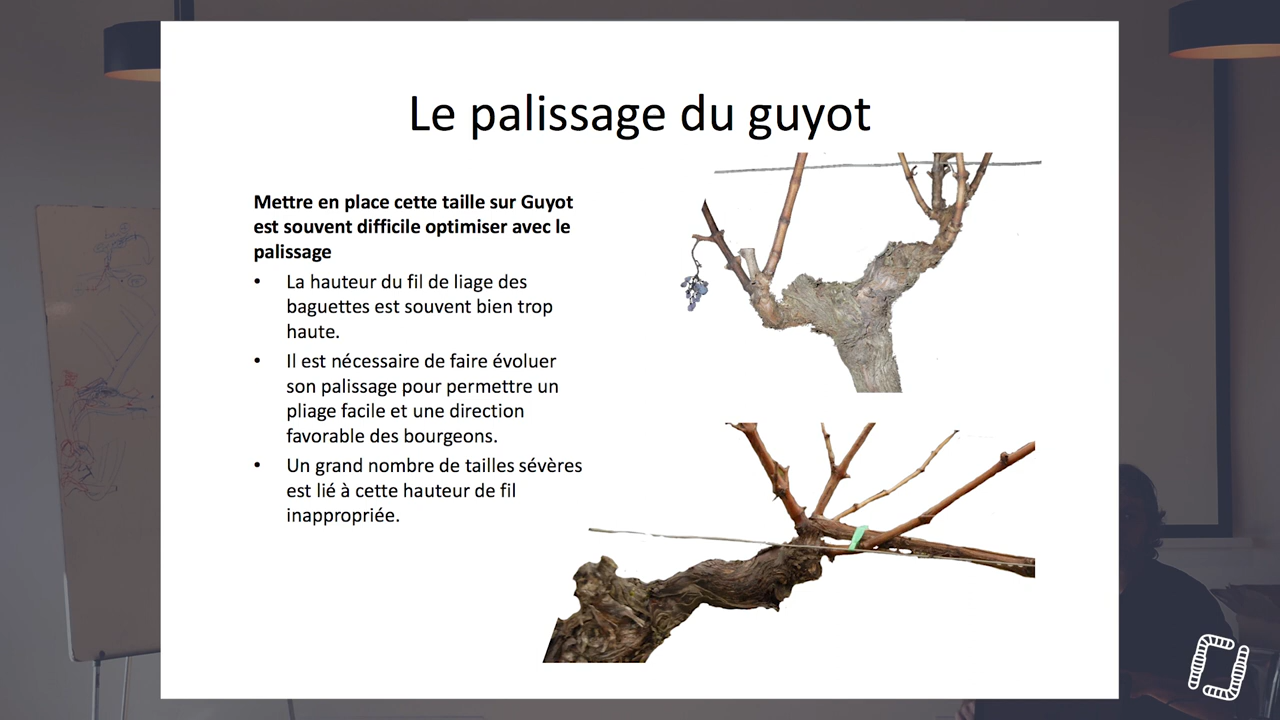 Le palissage du guyot
Mettre en place cette taille sur Guyot
est souvent difficile optimiser avec le
palissage
• La hauteur du fil de liage des
baguettes est souvent bien trop
haute.
• Il est nécessaire de faire évoluer
son palissage pour permettre un
pliage facile et une direction
favorable des bourgeons.
• Un grand nombre de tailles sévères
est lié à cette hauteur de fil
inappropriée.